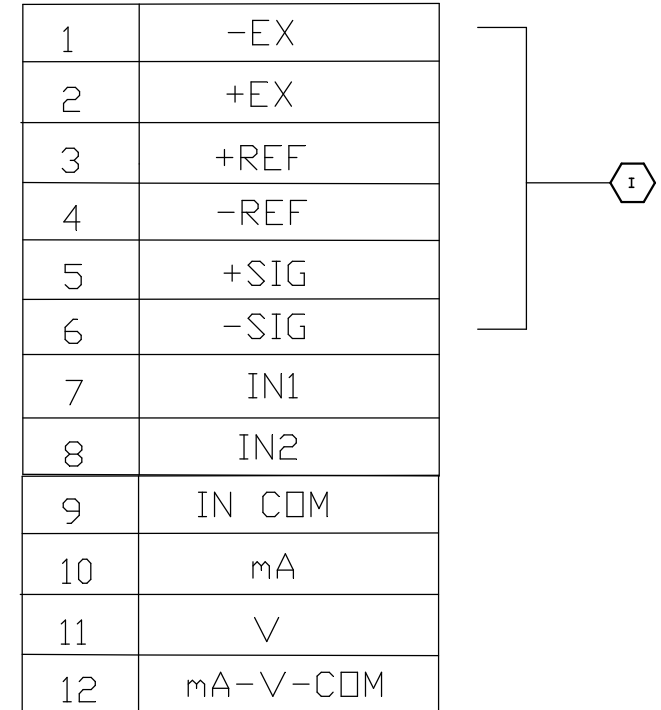 1 -EX
2 +EX
3 +REF
4 -REF
I
5 +SIG
6 -SIG
7 IN1
8 IN2
9 IN COM
10 mA
11 V
12 mA-V-COM